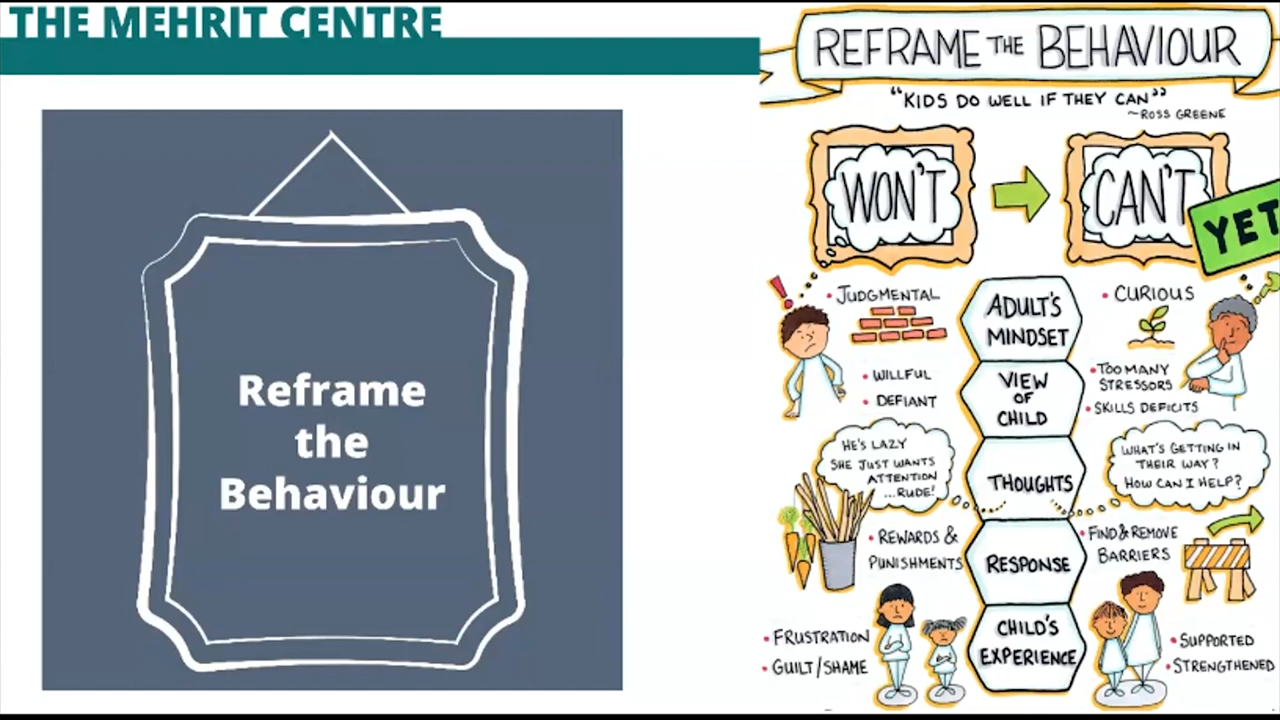 THE MEHRIT CENTRE
Reframe
the
Behaviour
REFRAME THE BEHAVIOUR
"KIDS DO WELL IF THEY CAN"
~ROSS GREENE
WON'T
CAN'T
YET
• JUDGMENTAL
ADULT'S
MINDSET
• CURIOUS
• WILLFUL
• DEFIANT
VIEW
OF
CHILD
• TOO MANY
STRESSORS
• SKILLS DEFICITS
HE'S LAZY
SHE JUST WANTS
ATTENTION
...RUDE!
THOUGHTS
WHAT'S GETTING IN
THEIR WAY?
HOW CAN I HELP?
• REWARDS &
PUNISHMENTS
RESPONSE
• FIND & REMOVE
BARRIERS
• FRUSTRATION
• GUILT/SHAME
CHILD'S
EXPERIENCE
• SUPPORTED
• STRENGTHENED